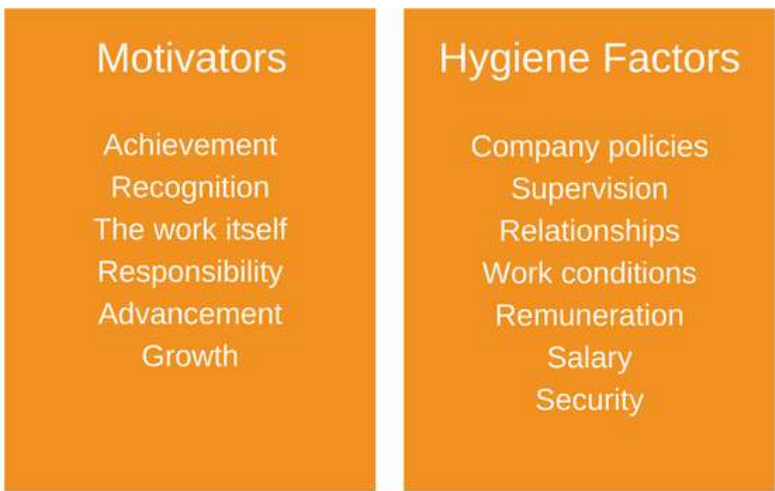 Motivators
Achievement
Recognition
The work itself
Responsibility
Advancement
Growth
Hygiene Factors
Company policies
Supervision
Relationships
Work conditions
Remuneration
Salary
Security